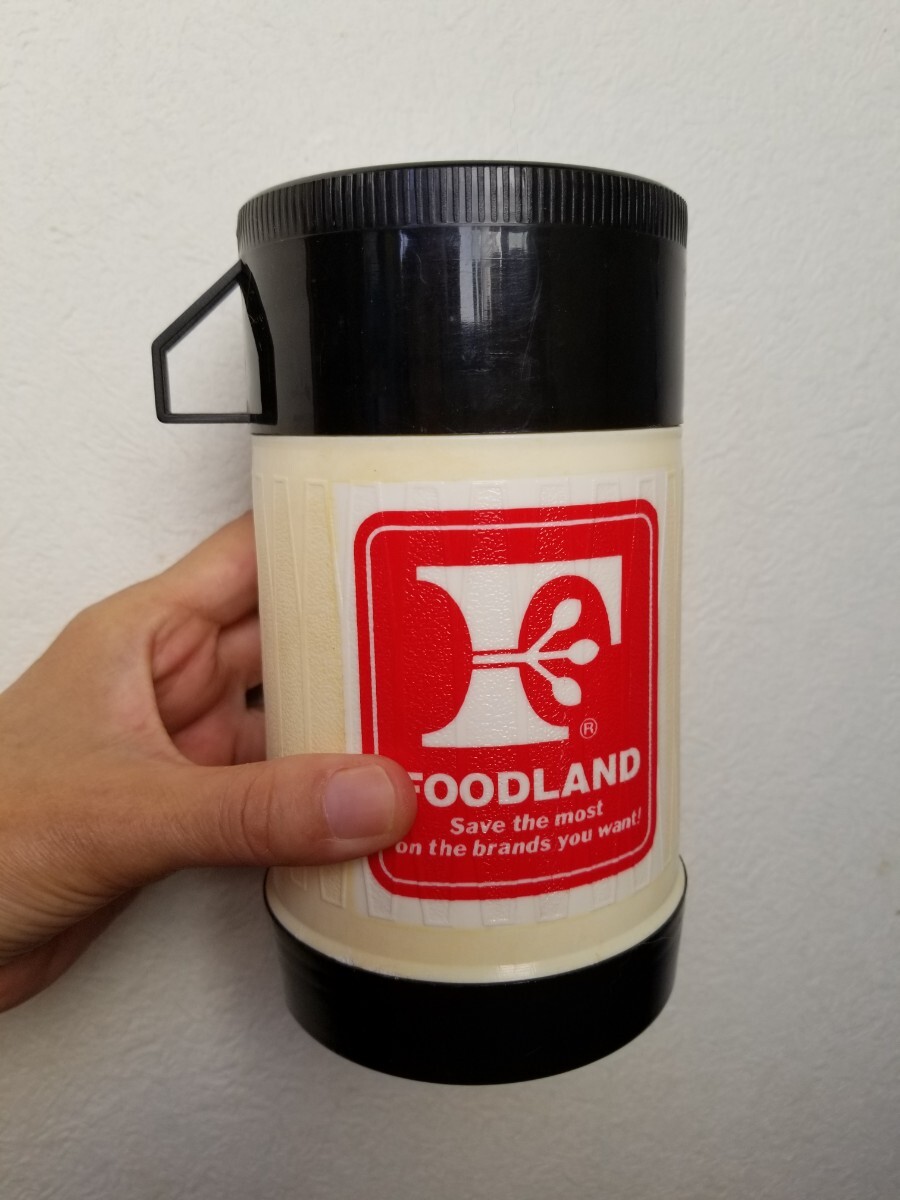 F
®
FOODLAND
Save the most
on the brands you want!